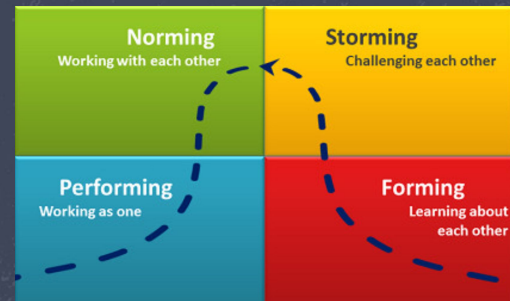 Norming
Working with each other
Storming
Challenging each other
Performing
Working as one
Forming
Learning about
each other